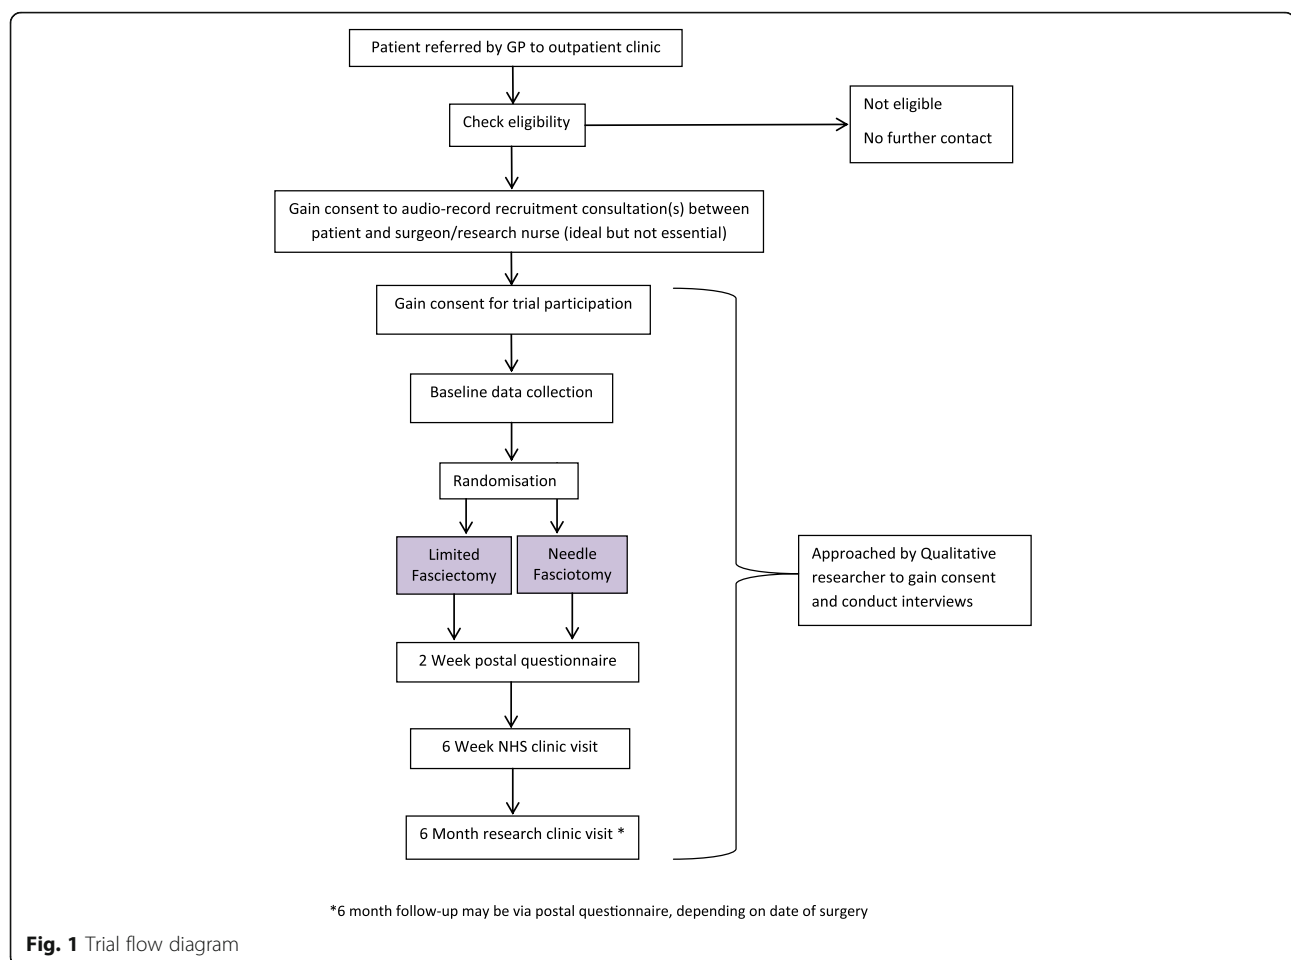 Patient referred by GP to outpatient clinic
Check eligibility
Not eligible
No further contact
Gain consent to audio-record recruitment consultation(s) between
patient and surgeon/research nurse (ideal but not essential)
Gain consent for trial participation
Baseline data collection
Randomisation
Limited
Fasciectomy
Needle
Fasciotomy
Approached by Qualitative
researcher to gain consent
and conduct interviews
2 Week postal questionnaire
6 Week NHS clinic visit
6 Month research clinic visit *
*6 month follow-up may be via postal questionnaire, depending on date of surgery
Fig. 1 Trial flow diagram